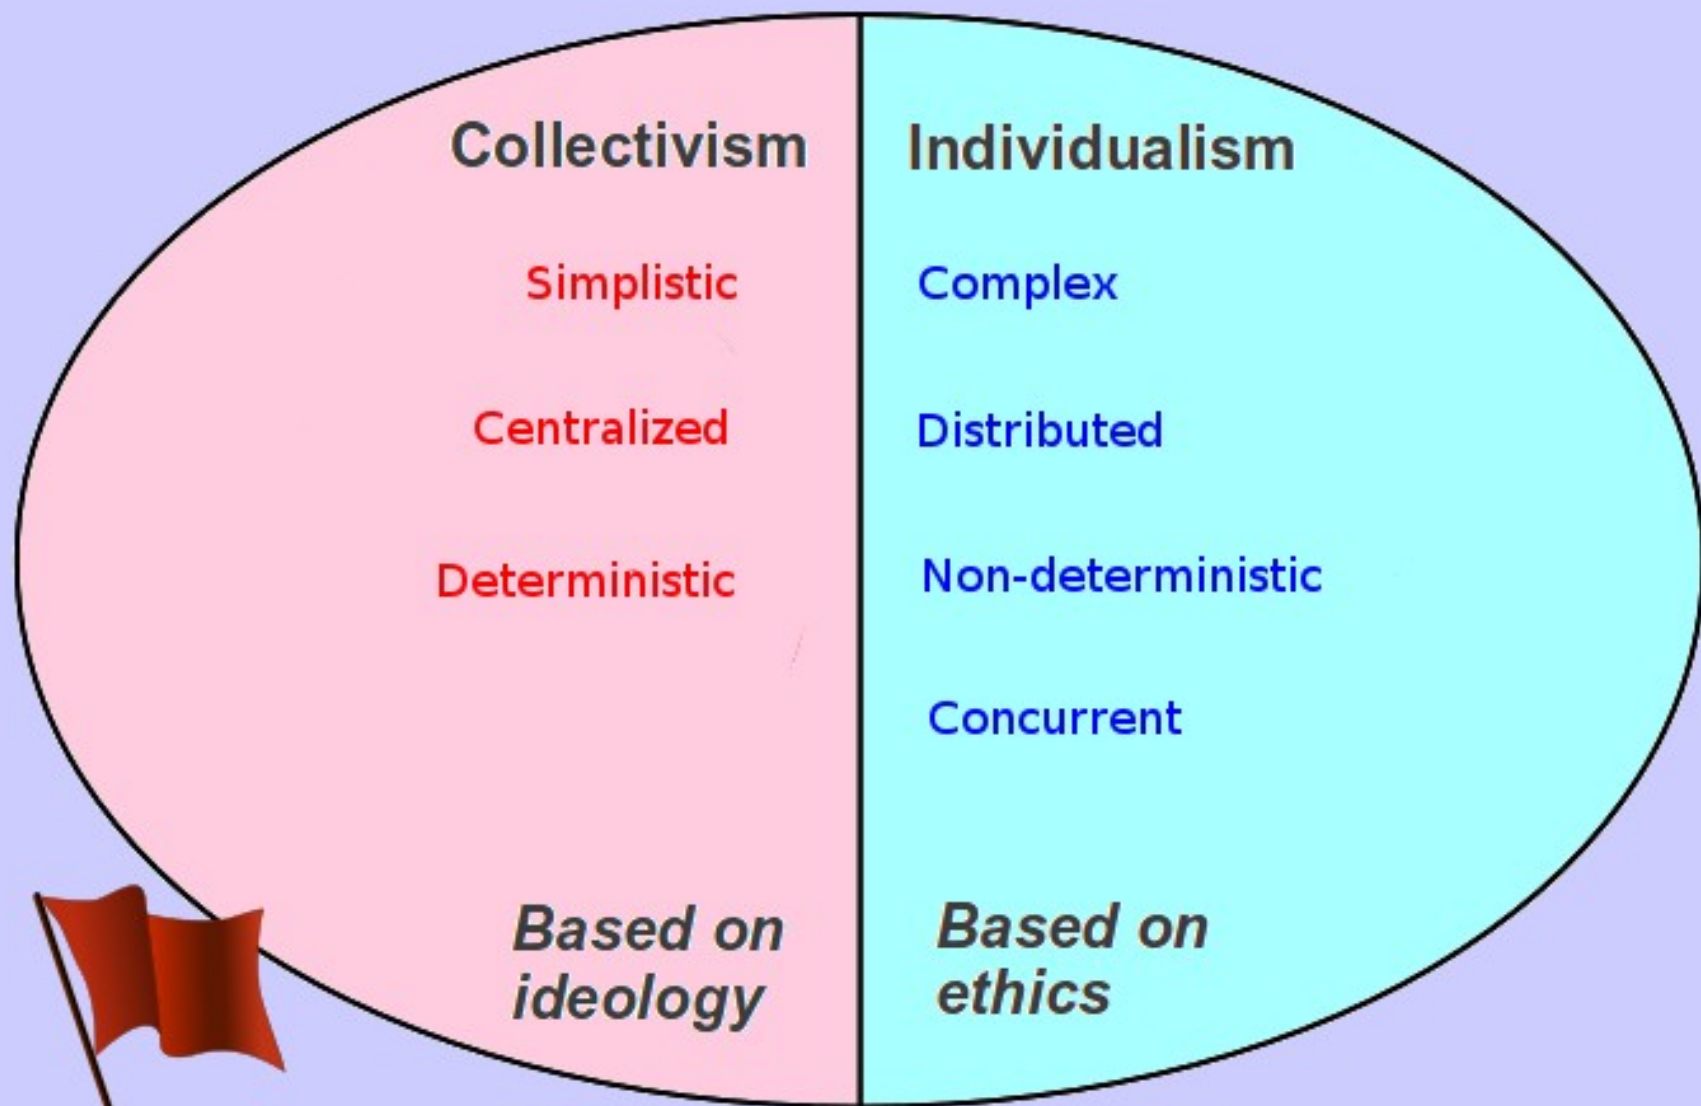 Collectivism
Simplistic
Centralized
Deterministic
Based on
ideology
Individualism
Complex
Distributed
Non-deterministic
Concurrent
Based on
ethics